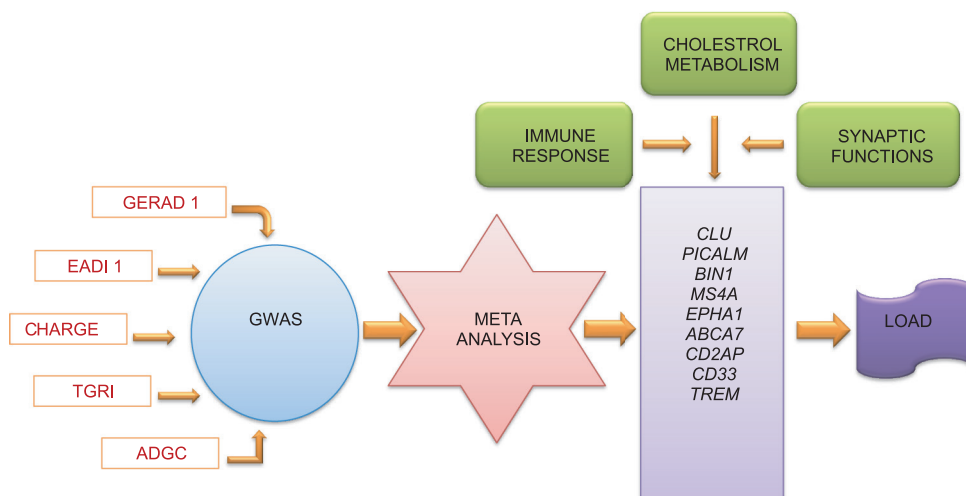 CHOLESTROL
METABOLISM
IMMUNE
RESPONSE
SYNAPTIC
FUNCTIONS
GERAD 1
EADI 1
CHARGE
TGRI
ADGC
GWAS
META
ANALYSIS
CLU
PICALM
BIN1
MS4A
EPHA1
ABCA7
CD2AP
CD33
TREM
LOAD